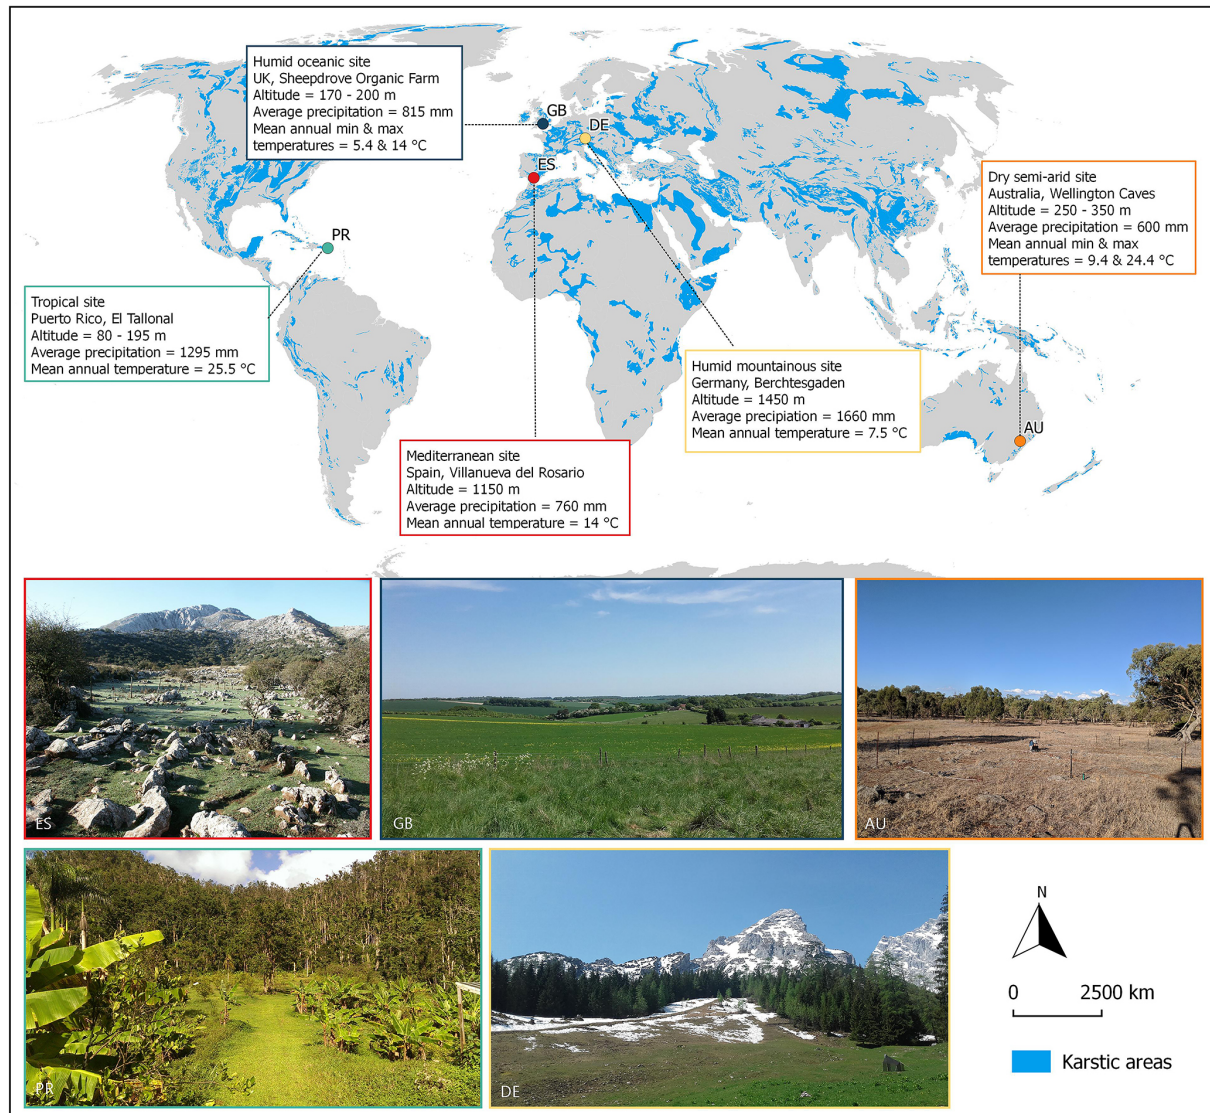 Humid oceanic site
UK, Sheepdrove Organic Farm
Altitude = 170 - 200 m
Average precipitation = 815 mm
Mean annual min & max
temperatures = 5.4 & 14 °C
GB
DE
ES
PR
Dry semi-arid site
Australia, Wellington Caves
Altitude = 250 - 350 m
Average precipitation = 600 mm
Mean annual min & max
temperatures = 9.4 & 24.4 °C
Tropical site
Puerto Rico, El Tallonal
Altitude = 80 - 195 m
Average precipitation = 1295 mm
Mean annual temperature = 25.5 °C
Humid mountainous site
Germany, Berchtesgaden
Altitude = 1450 m
Average precipiation = 1660 mm
Mean annual temperature = 7.5 °C
AU
Mediterranean site
Spain, Villanueva del Rosario
Altitude = 1150 m
Average precipitation = 760 mm
Mean annual temperature = 14 °C
ES
GB
AU
PR
DE
N
0 2500 km
Karstic areas